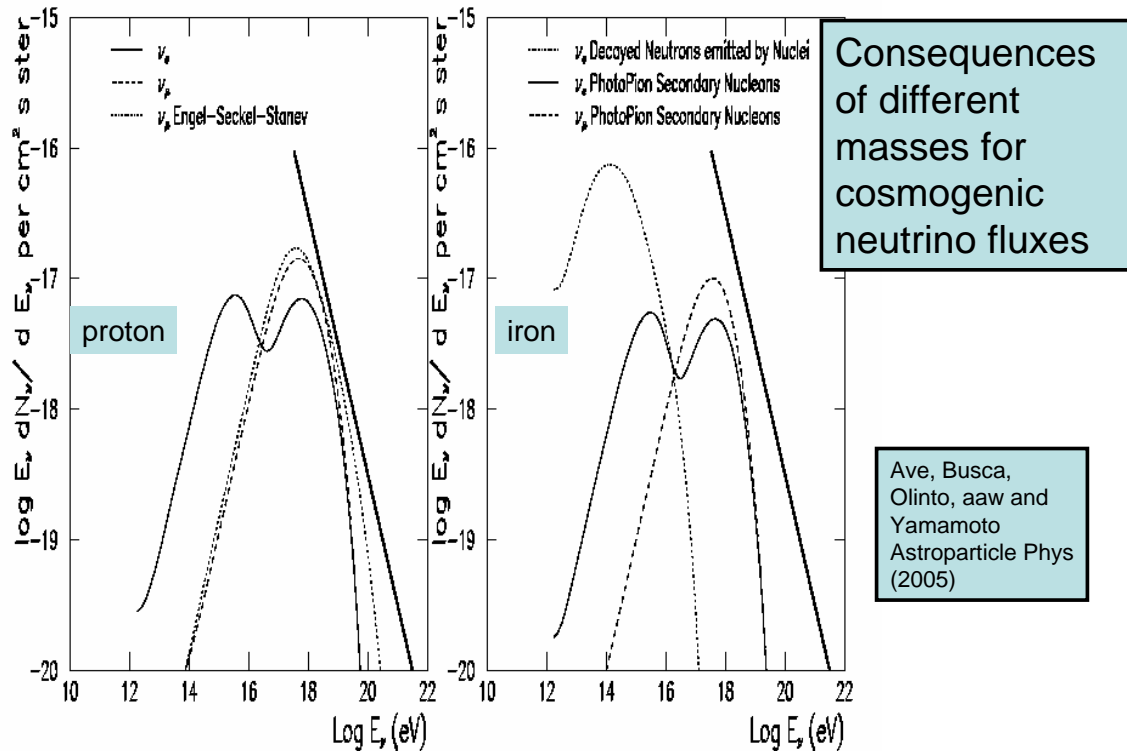 log E_ν dN_ν/ d E_ν per cm² s ster
-15
-16
-17
-18
-19
-20
ν_e
ν_μ
ν_μ Engel-Seckel-Stanev
proton
10 12 14 16 18 20 22
Log E_ν (eV)
log E_ν dN_ν/ d E_ν per cm² s ster
-15
-16
-17
-18
-19
-20
ν_e Decayed Neutrons emitted by Nuclei
ν_e PhotoPion Secondary Nucleons
ν_μ PhotoPion Secondary Nucleons
iron
10 12 14 16 18 20 22
Log E_ν (eV)
Consequences
of different
masses for
cosmogenic
neutrino fluxes
Ave, Busca,
Olinto, aaw and
Yamamoto
Astroparticle Phys
(2005)